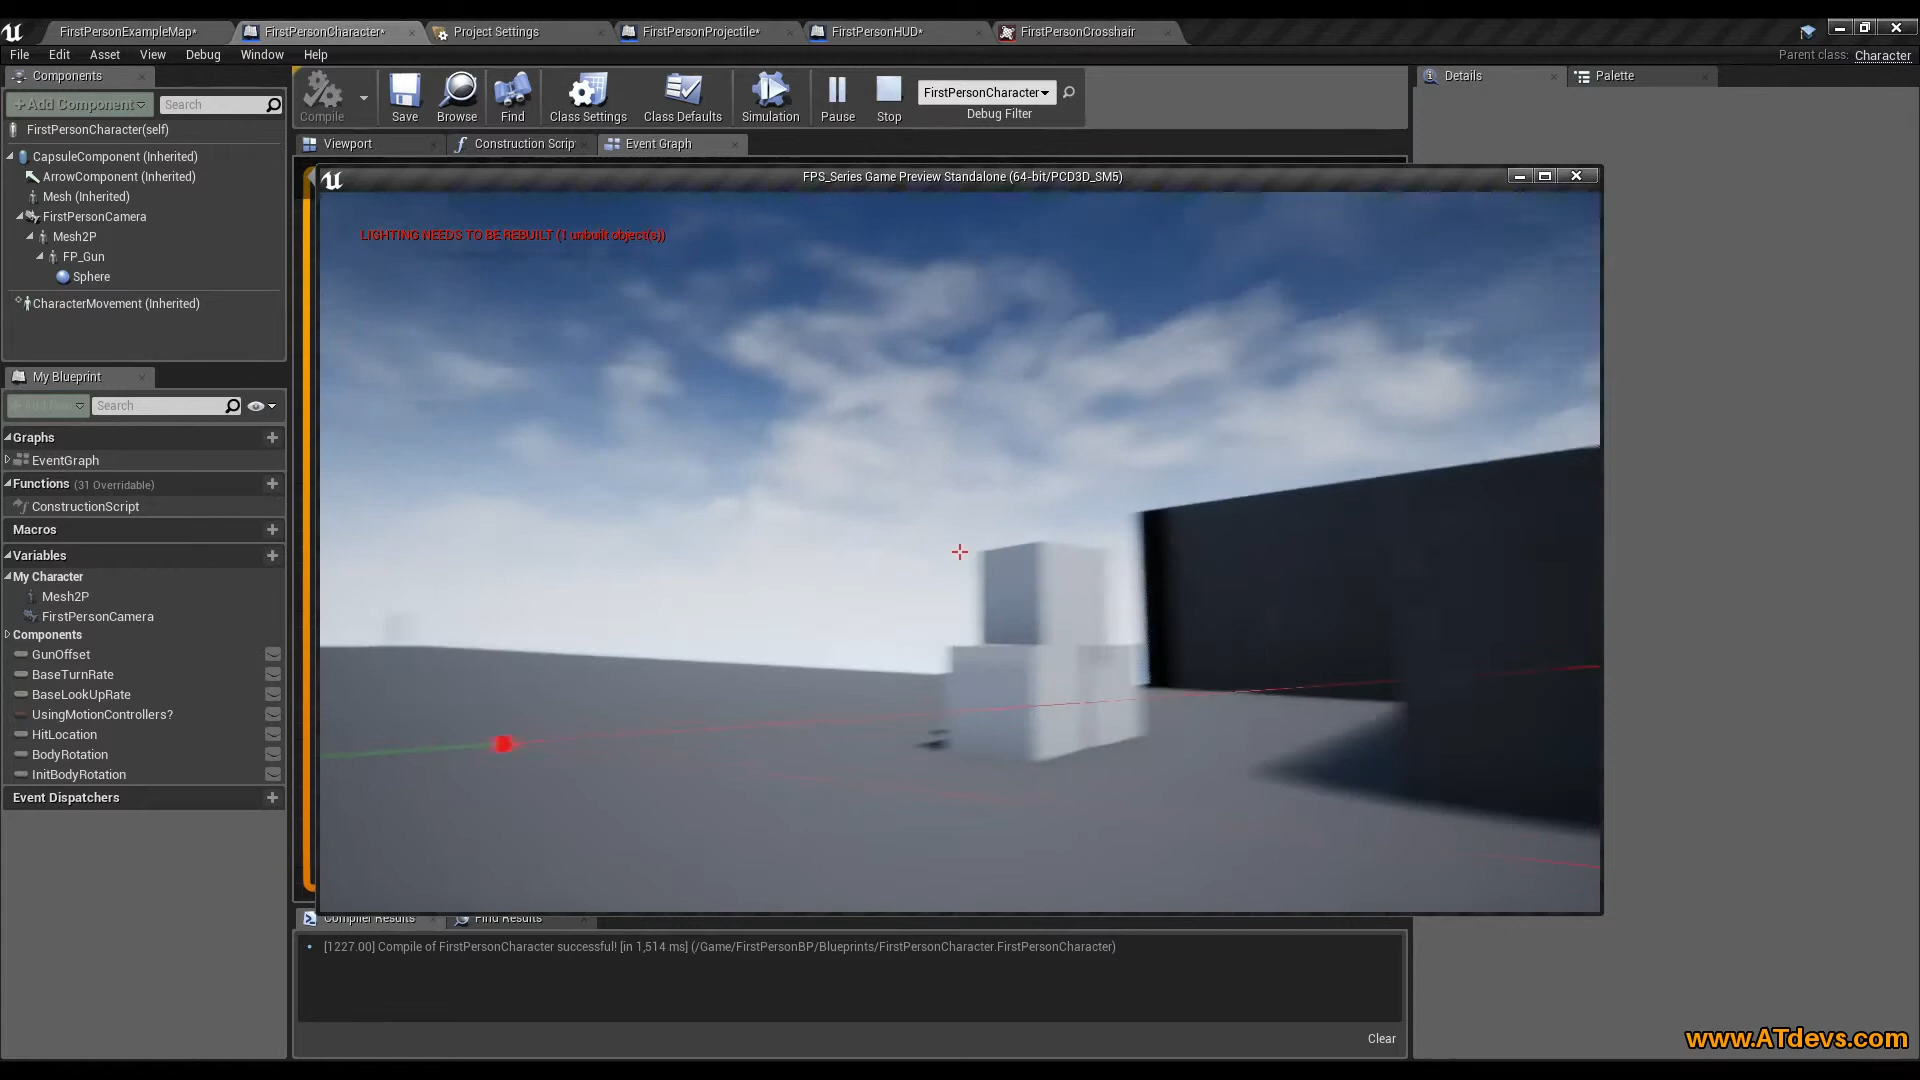 FirstPersonExampleMap*
FirstPersonCharacter*
Project Settings
FirstPersonProjectile*
FirstPersonHUD*
FirstPersonCrosshair
File Edit Asset View Debug Window Help
Parent class: Character
Components
+Add Component
Search
FirstPersonCharacter(self)
CapsuleComponent (Inherited)
ArrowComponent (Inherited)
Mesh (Inherited)
FirstPersonCamera
Mesh2P
FP_Gun
Sphere
CharacterMovement (Inherited)
My Blueprint
Search
Graphs
EventGraph
Functions (31 Overridable)
ConstructionScript
Macros
Variables
My Character
Mesh2P
FirstPersonCamera
Components
GunOffset
BaseTurnRate
BaseLookUpRate
UsingMotionControllers?
HitLocation
BodyRotation
InitBodyRotation
Event Dispatchers
Compile
Save
Browse
Find
Class Settings
Class Defaults
Simulation
Pause
Stop
FirstPersonCharacter
Debug Filter
Viewport
Construction Scrip
Event Graph
FPS_Series Game Preview Standalone (64-bit/PCD3D_SM5)
LIGHTING NEEDS TO BE REBUILT (1 unbuilt object(s))
Compiler Results
Find Results
[1227.00] Compile of FirstPersonCharacter successful! [in 1,514 ms] (/Game/FirstPersonBP/Blueprints/FirstPersonCharacter.FirstPersonCharacter)
Clear
Details
Palette
www.ATdevs.com